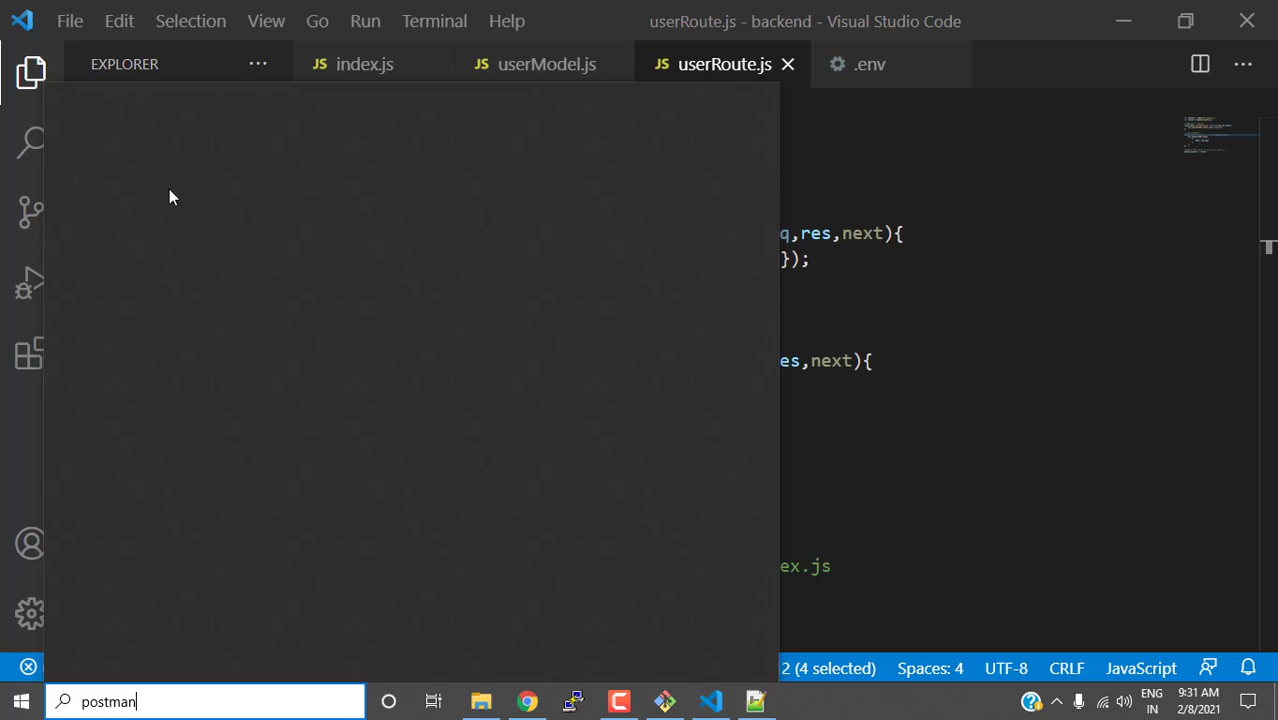 File Edit Selection View Go Run Terminal Help userRoute.js - backend - Visual Studio Code
EXPLORER JS index.js JS userModel.js JS userRoute.js .env
q,res,next){
});
es,next){
ex.js
2 (4 selected) Spaces: 4 UTF-8 CRLF JavaScript
postman
ENG 9:31 AM
IN 2/8/2021